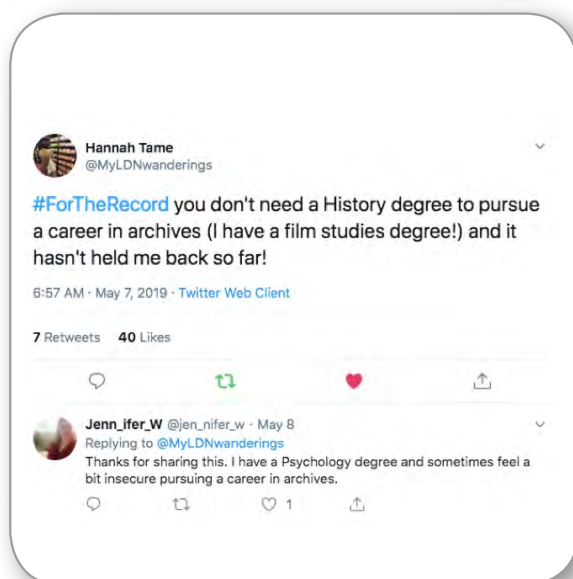 Hannah Tame
@MyLDNwanderings
#ForTheRecord you don't need a History degree to pursue
a career in archives (I have a film studies degree!) and it
hasn't held me back so far!
6:57 AM · May 7, 2019 · Twitter Web Client
7 Retweets 40 Likes
Jenn_ifer_W @jen_nifer_w · May 8
Replying to @MyLDNwanderings
Thanks for sharing this. I have a Psychology degree and sometimes feel a
bit insecure pursuing a career in archives.
1